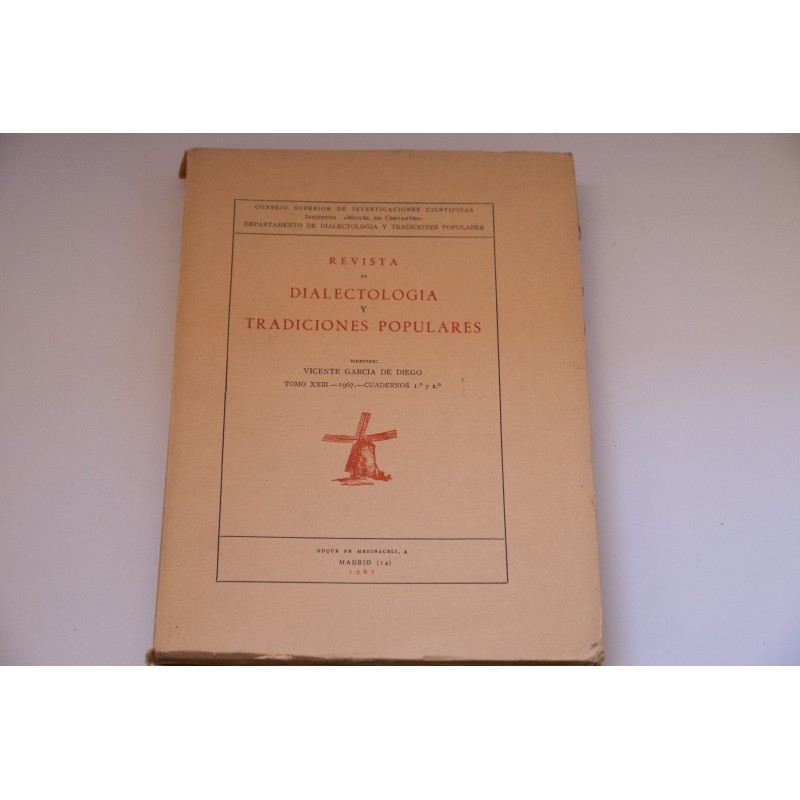 CONSEJO SUPERIOR DE INVESTIGACIONES CIENTIFICAS
INSTITUTO «MIGUEL DE CERVANTES»
DEPARTAMENTO DE DIALECTOLOGIA Y TRADICIONES POPULARES
REVISTA
DE
DIALECTOLOGIA
Y
TRADICIONES POPULARES
DIRECTOR:
VICENTE GARCIA DE DIEGO
TOMO XXIII.—1967.—CUADERNOS 1.º y 2.º
DUQUE DE MEDINACELI, 4
MADRID (14)
1967